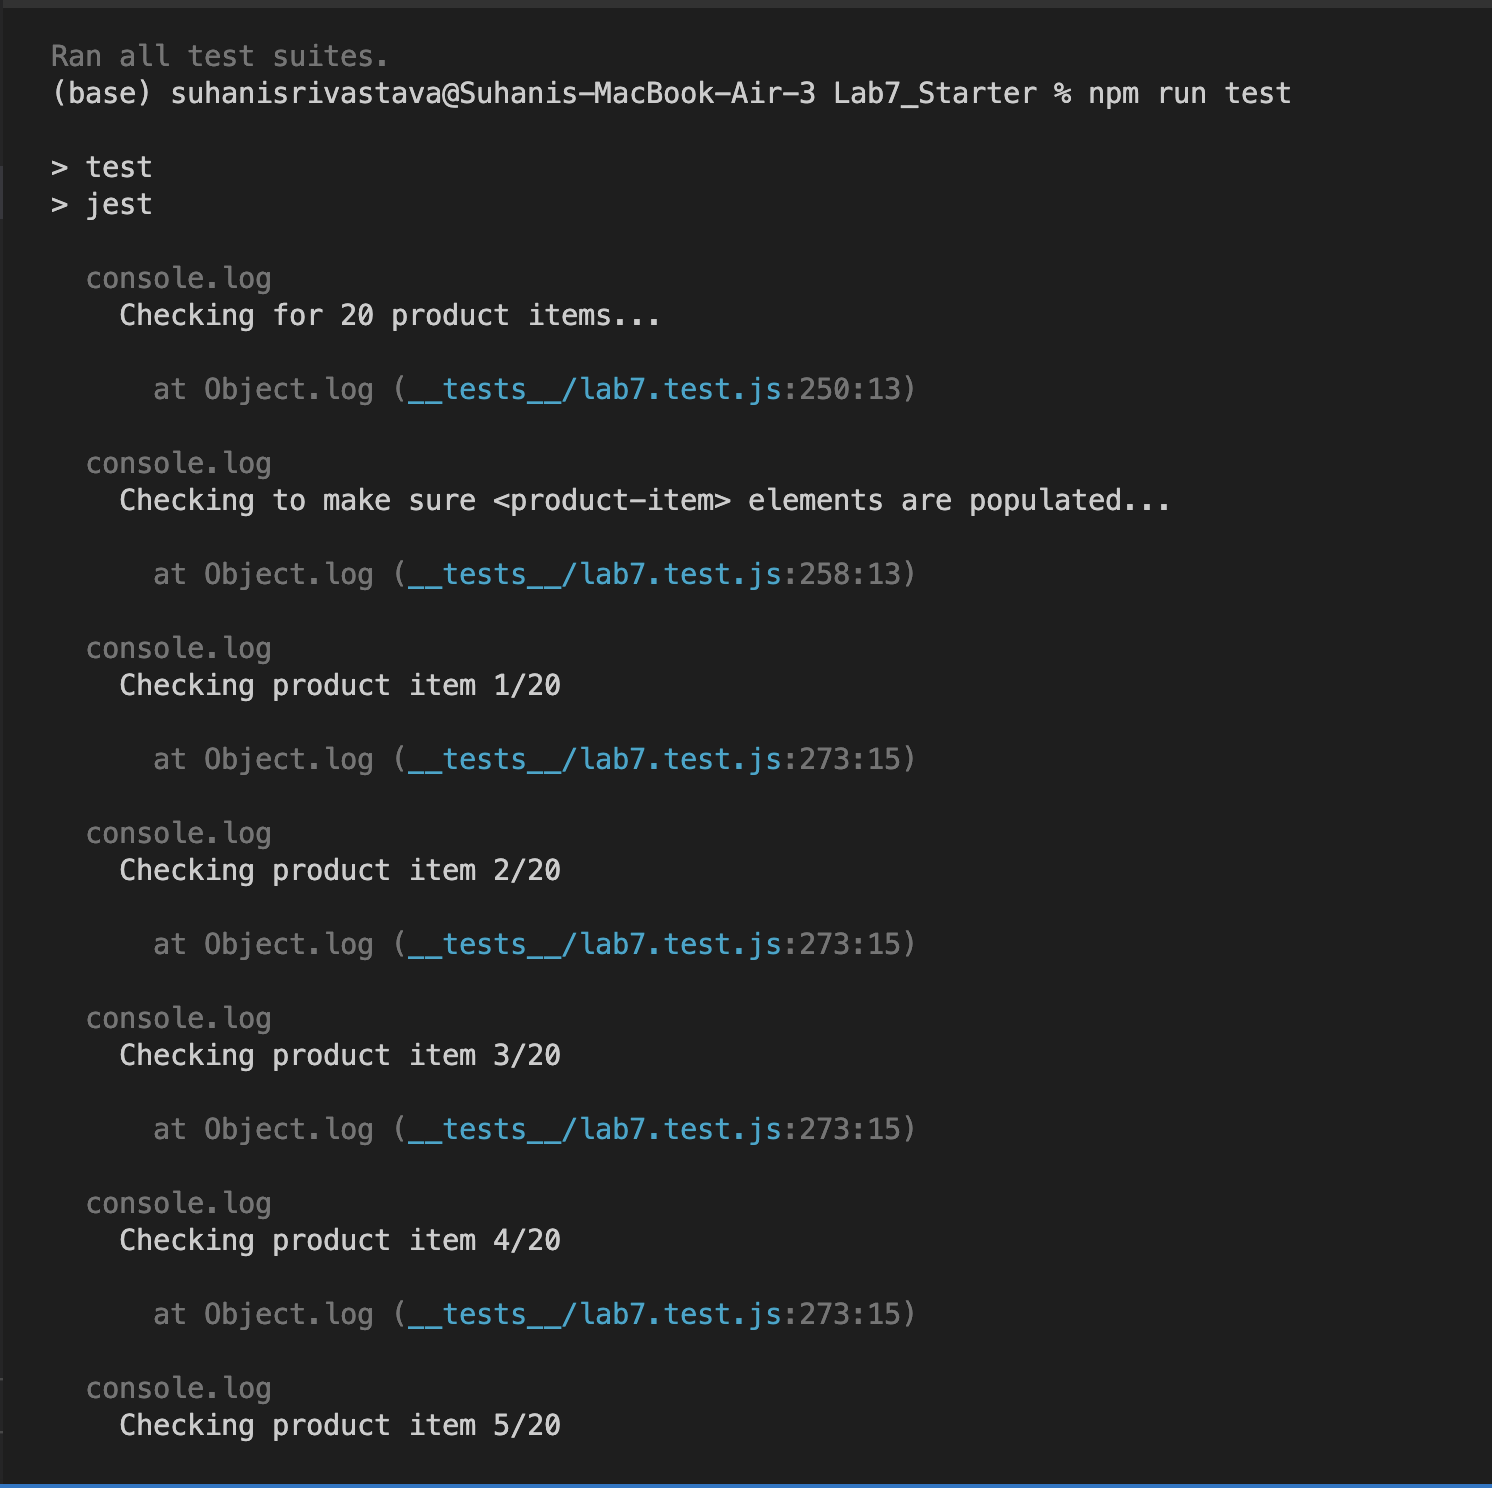 Ran all test suites.
(base) suhanisrivastava@Suhanis-MacBook-Air-3 Lab7_Starter % npm run test
> test
> jest
console.log
Checking for 20 product items...
at Object.log (__tests__/lab7.test.js:250:13)
console.log
Checking to make sure <product-item> elements are populated...
at Object.log (__tests__/lab7.test.js:258:13)
console.log
Checking product item 1/20
at Object.log (__tests__/lab7.test.js:273:15)
console.log
Checking product item 2/20
at Object.log (__tests__/lab7.test.js:273:15)
console.log
Checking product item 3/20
at Object.log (__tests__/lab7.test.js:273:15)
console.log
Checking product item 4/20
at Object.log (__tests__/lab7.test.js:273:15)
console.log
Checking product item 5/20